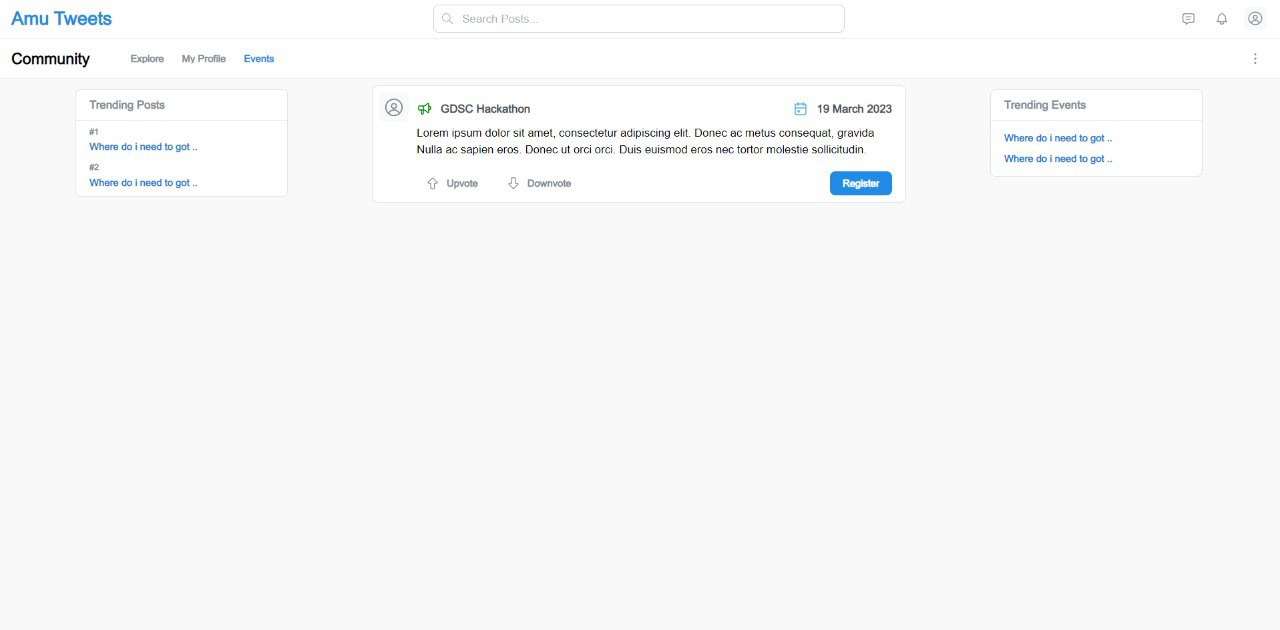 Amu Tweets
Search Posts...
Community
Explore
My Profile
Events
Trending Posts
#1
Where do i need to got ..
#2
Where do i need to got ..
GDSC Hackathon
19 March 2023
Lorem ipsum dolor sit amet, consectetur adipiscing elit. Donec ac metus consequat, gravida
Nulla ac sapien eros. Donec ut orci orci. Duis euismod eros nec tortor molestie sollicitudin.
Upvote
Downvote
Register
Trending Events
Where do i need to got ..
Where do i need to got ..